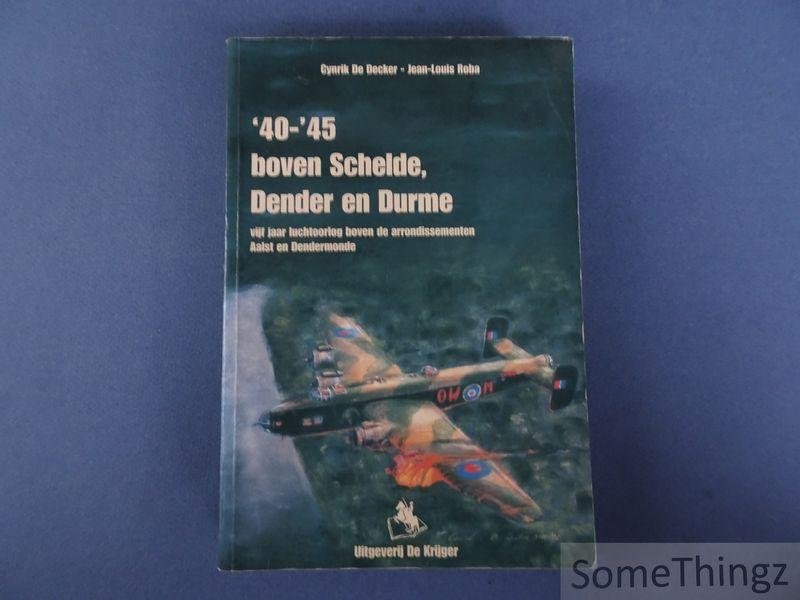 Cynrik De Decker - Jean-Louis Roba
'40-'45
boven Schelde,
Dender en Durme
vijf jaar luchtoorlog boven de arrondissementen
Aalst en Dendermonde
OW M
Uitgeverij De Krijger
SomeThingz